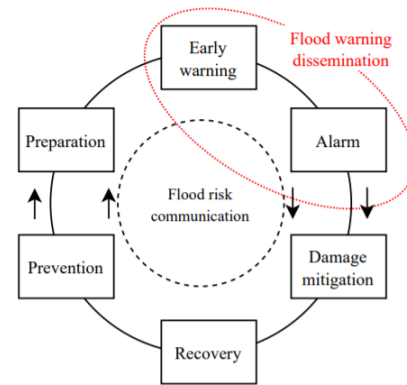 Early
warning
Flood warning
dissemination
Preparation
Alarm
Flood risk
communication
Prevention
Damage
mitigation
Recovery